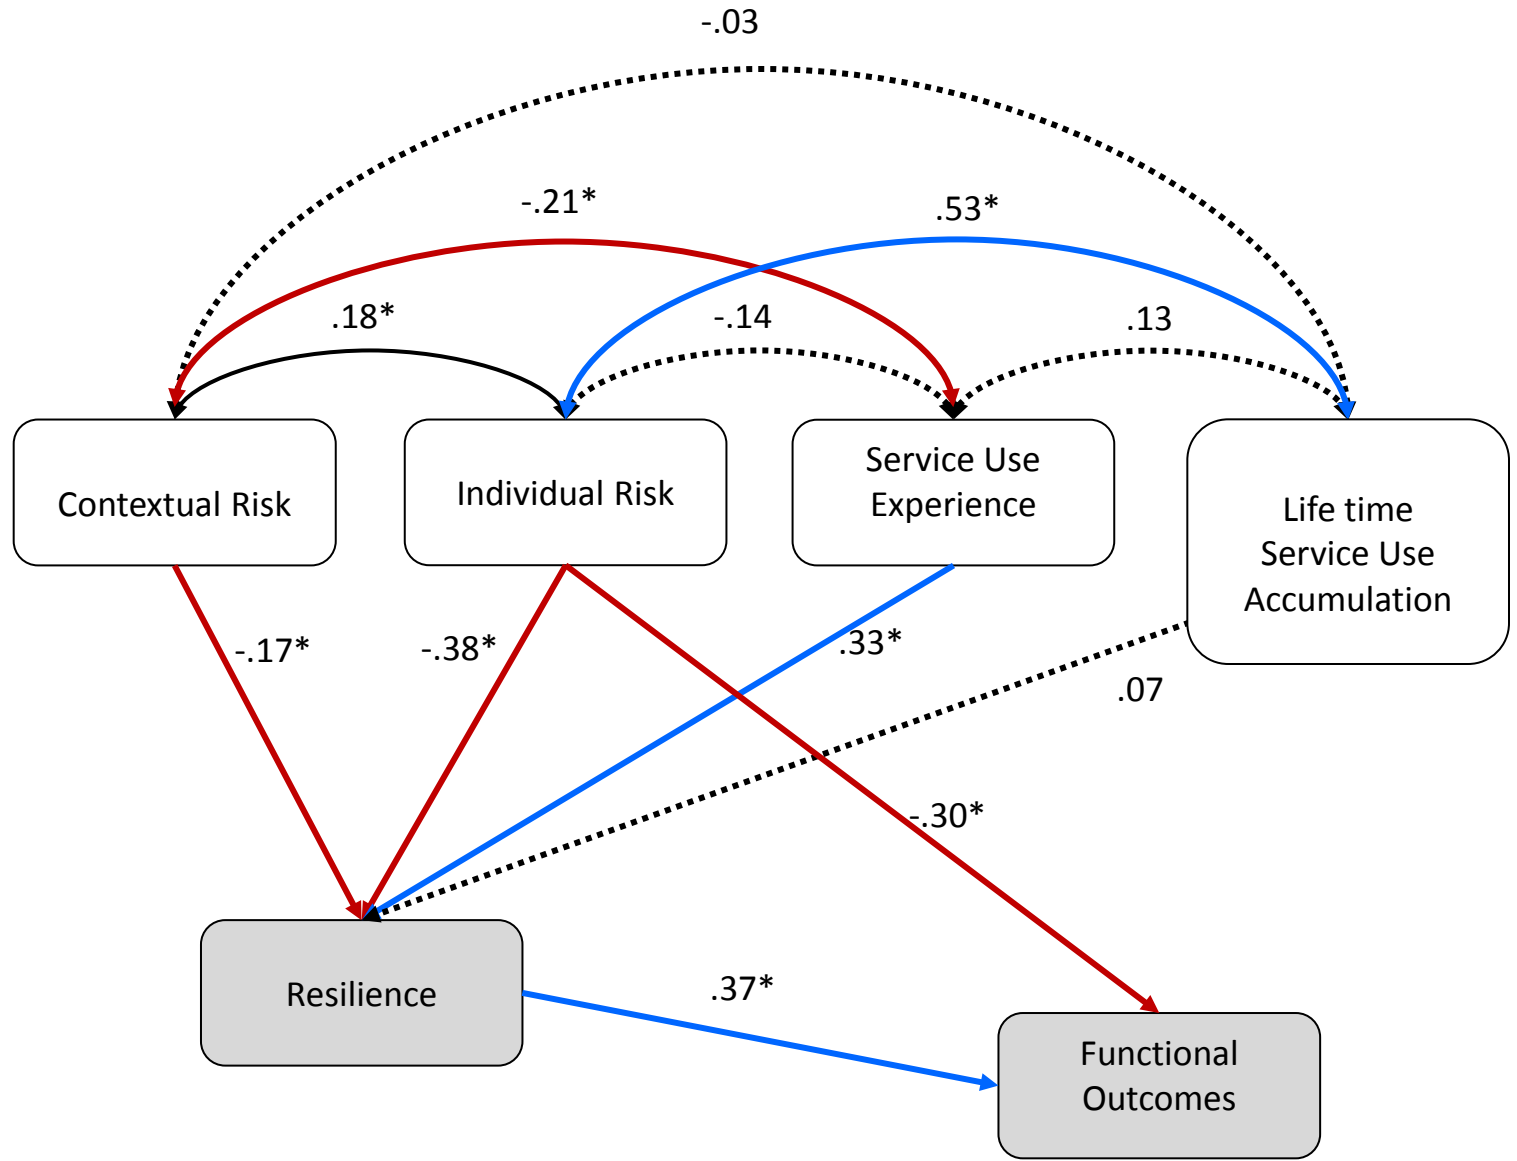 -.03
-.21*
.53*
.18*
-.14
.13
Contextual Risk
Individual Risk
Service Use
Experience
Life time
Service Use
Accumulation
-.17*
-.38*
.33*
.07
-.30*
Resilience
.37*
Functional
Outcomes